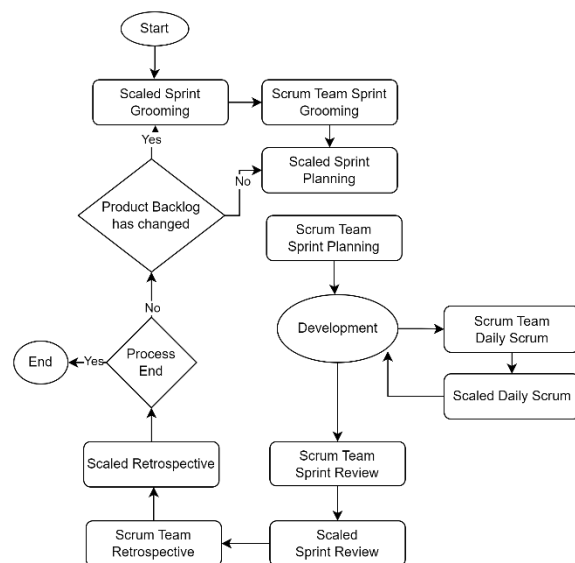 Start
Scaled Sprint
Grooming
Scrum Team Sprint
Grooming
Yes
Scaled Sprint
Planning
No
Product Backlog
has changed
Scrum Team
Sprint Planning
No
Development
Scrum Team
Daily Scrum
End
Yes
Process
End
Scaled Daily Scrum
Scaled Retrospective
Scrum Team
Sprint Review
Scrum Team
Retrospective
Scaled
Sprint Review